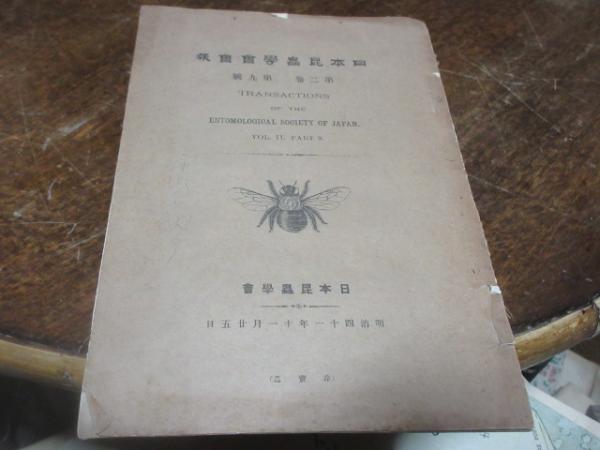 日本昆蟲學會會報
第二卷 第九號
TRANSACTIONS
OF THE
ENTOMOLOGICAL SOCIETY OF JAPAN.
VOL. II. PART 9.
日本昆蟲學會
明治四十一年十一月廿五日
(非賣品)